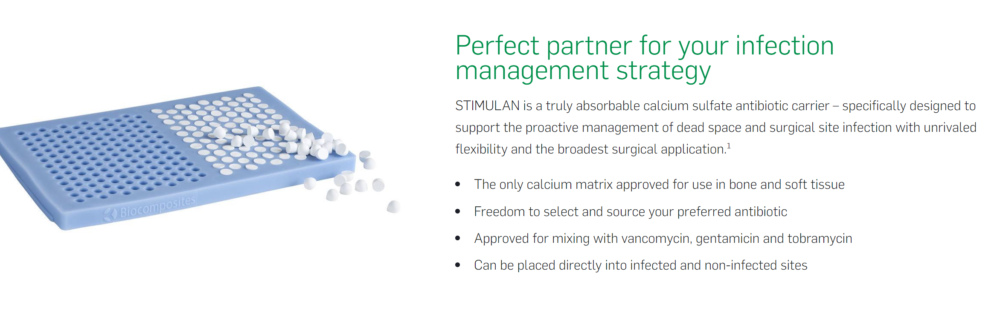 Perfect partner for your infection
management strategy
STIMULAN is a truly absorbable calcium sulfate antibiotic carrier – specifically designed to
support the proactive management of dead space and surgical site infection with unrivaled
flexibility and the broadest surgical application.1
• The only calcium matrix approved for use in bone and soft tissue
• Freedom to select and source your preferred antibiotic
• Approved for mixing with vancomycin, gentamicin and tobramycin
• Can be placed directly into infected and non-infected sites
Biocomposites